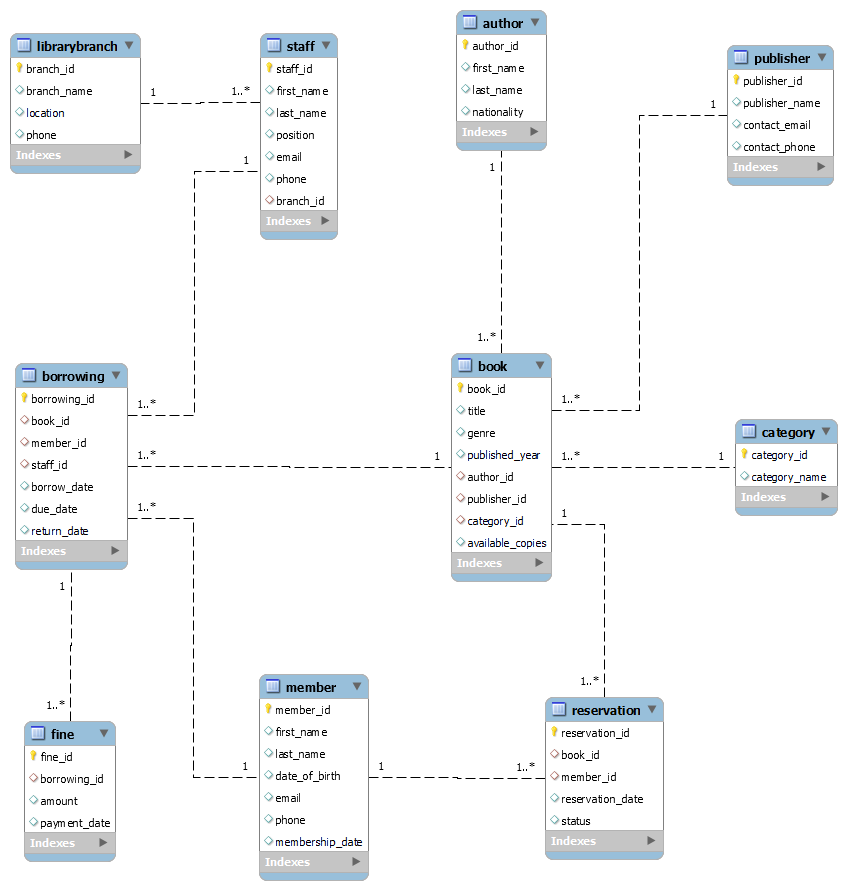 librarybranch
branch_id
branch_name
location
phone
Indexes
1
1..*
staff
staff_id
first_name
last_name
position
email
phone
branch_id
Indexes
1
author
author_id
first_name
last_name
nationality
Indexes
1
1..*
publisher
publisher_id
publisher_name
contact_email
contact_phone
Indexes
1
borrowing
borrowing_id
book_id
member_id
staff_id
borrow_date
due_date
return_date
Indexes
1..*
1..*
1..*
1
1..*
book
book_id
title
genre
published_year
author_id
publisher_id
category_id
available_copies
Indexes
1
1..*
1..*
1
1..*
category
category_id
category_name
Indexes
1
fine
fine_id
borrowing_id
amount
payment_date
Indexes
member
member_id
first_name
last_name
date_of_birth
email
phone
membership_date
Indexes
1
1
1..*
reservation
reservation_id
book_id
member_id
reservation_date
status
Indexes